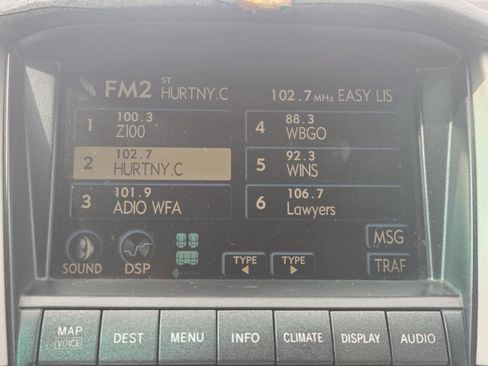 FM2 ST HURTNY.C 102.7 MHz EASY LIS
1 100.3 Z100
4 88.3 WBGO
2 102.7 HURTNY.C
5 92.3 WINS
3 101.9 ADIO WFA
6 106.7 Lawyers
MSG
SOUND DSP TYPE TYPE TRAF
MAP VOICE DEST MENU INFO CLIMATE DISPLAY AUDIO